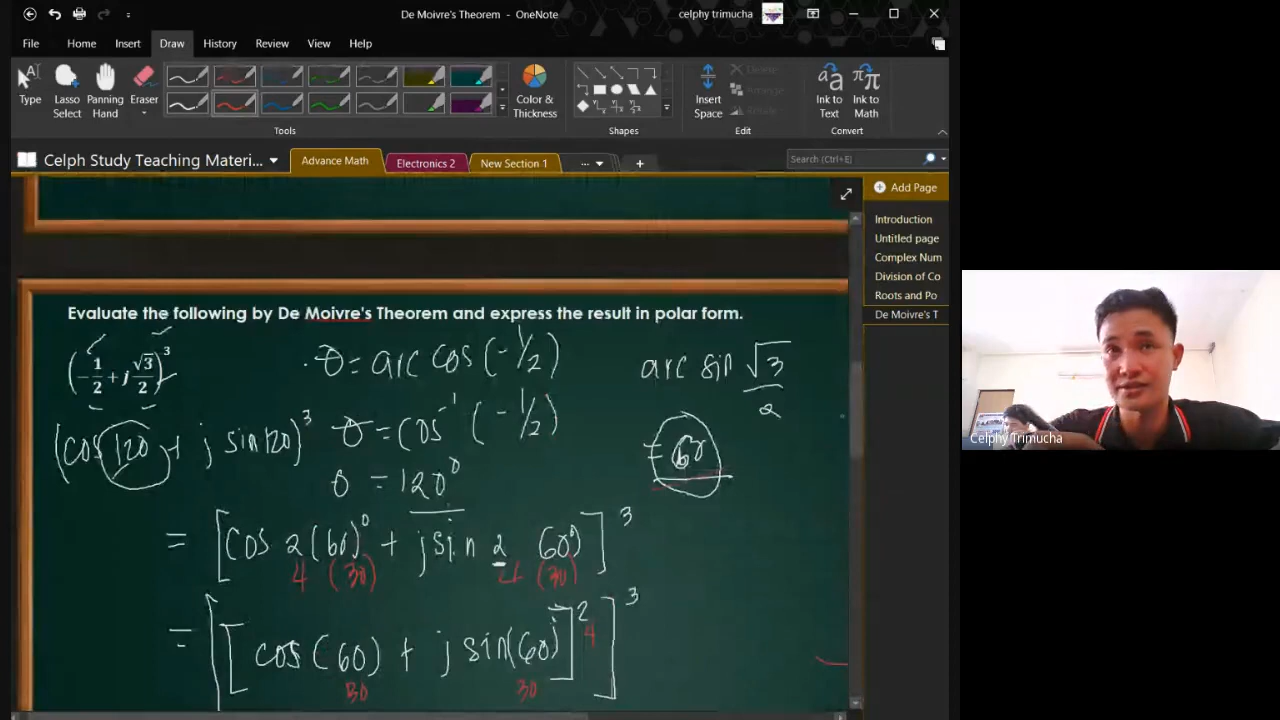 De Moivre's Theorem - OneNote
celphy trimucha
File Home Insert Draw History Review View Help
Type
Lasso Select
Panning Hand
Eraser
Color & Thickness
Insert Space
Delete
Arrange
Rotate
Ink to Text
Ink to Math
Tools
Shapes
Edit
Convert
Celph Study Teaching Materi...
Advance Math
Electronics 2
New Section 1
...
+
Search (Ctrl+E)
Add Page
Introduction
Untitled page
Complex Num
Division of Co
Roots and Po
De Moivre's T
Evaluate the following by De Moivre's Theorem and express the result in polar form.
(-1/2 + j √3/2)³
θ = arc cos (-1/2)
arc sin √3/2
(cos 120 + j sin 120)³
θ = cos⁻¹ (-1/2)
= 60
θ = 120°
= [cos 2(60)° + j sin 2 60°)]³
4 (30) 4 (30)
= [[cos(60) + j sin(60)]²]³
4
30 30
Celphy Trimucha